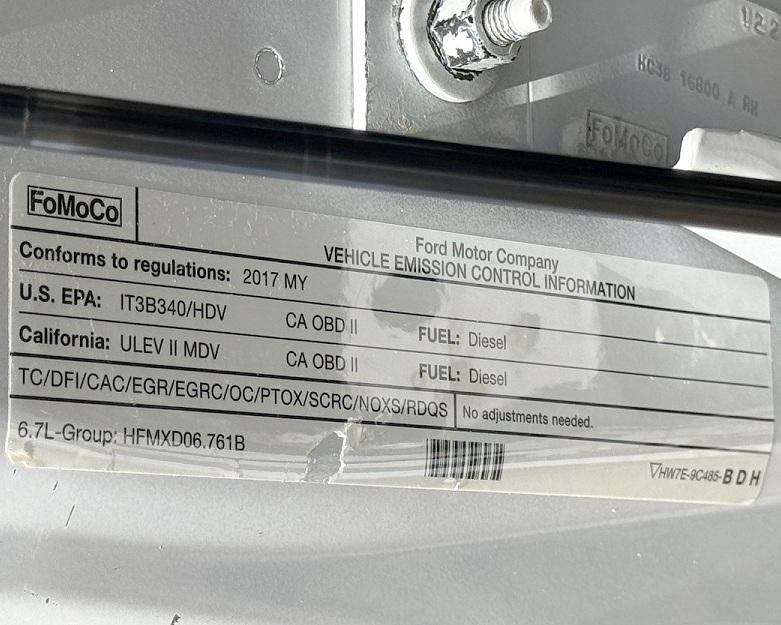 122
HC3B 16800 A RH
FoMoCo
FoMoCo
Ford Motor Company
VEHICLE EMISSION CONTROL INFORMATION
Conforms to regulations: 2017 MY
U.S. EPA: IT3B340/HDV CA OBD II FUEL: Diesel
California: ULEV II MDV CA OBD II FUEL: Diesel
TC/DFI/CAC/EGR/EGRC/OC/PTOX/SCRC/NOXS/RDQS No adjustments needed.
6.7L-Group: HFMXD06.761B
HW7E-9C485-BDH